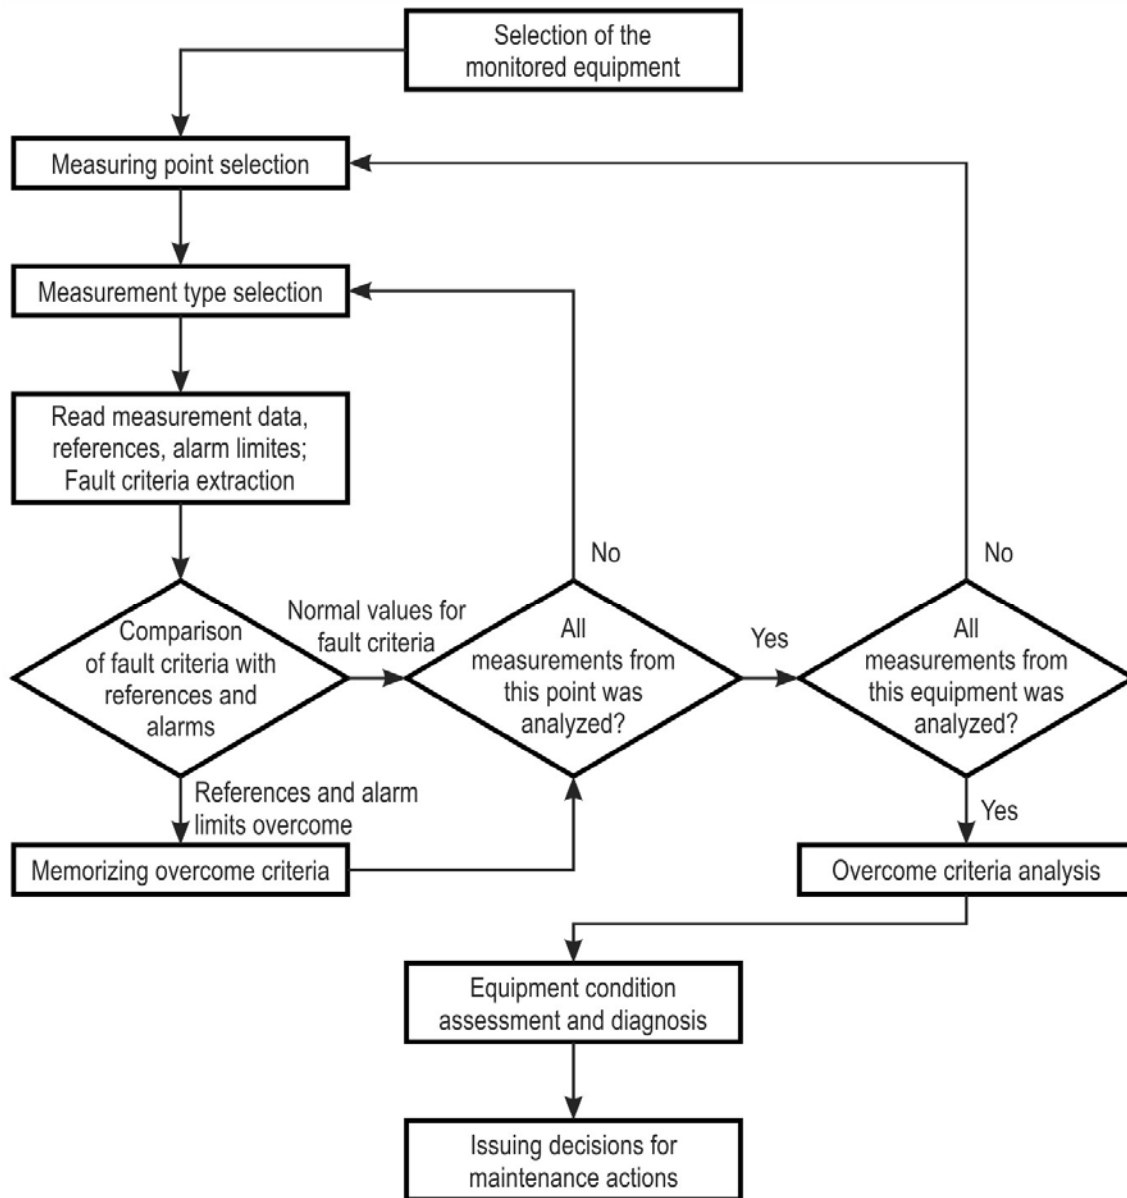 Selection of the
monitored equipment
Measuring point selection
Measurement type selection
Read measurement data,
references, alarm limites;
Fault criteria extraction
No
No
Comparison
of fault criteria with
references and
alarms
Normal values for
fault criteria
All
measurements from
this point was
analyzed?
Yes
All
measurements from
this equipment was
analyzed?
References and alarm
limits overcome
Yes
Memorizing overcome criteria
Overcome criteria analysis
Equipment condition
assessment and diagnosis
Issuing decisions for
maintenance actions